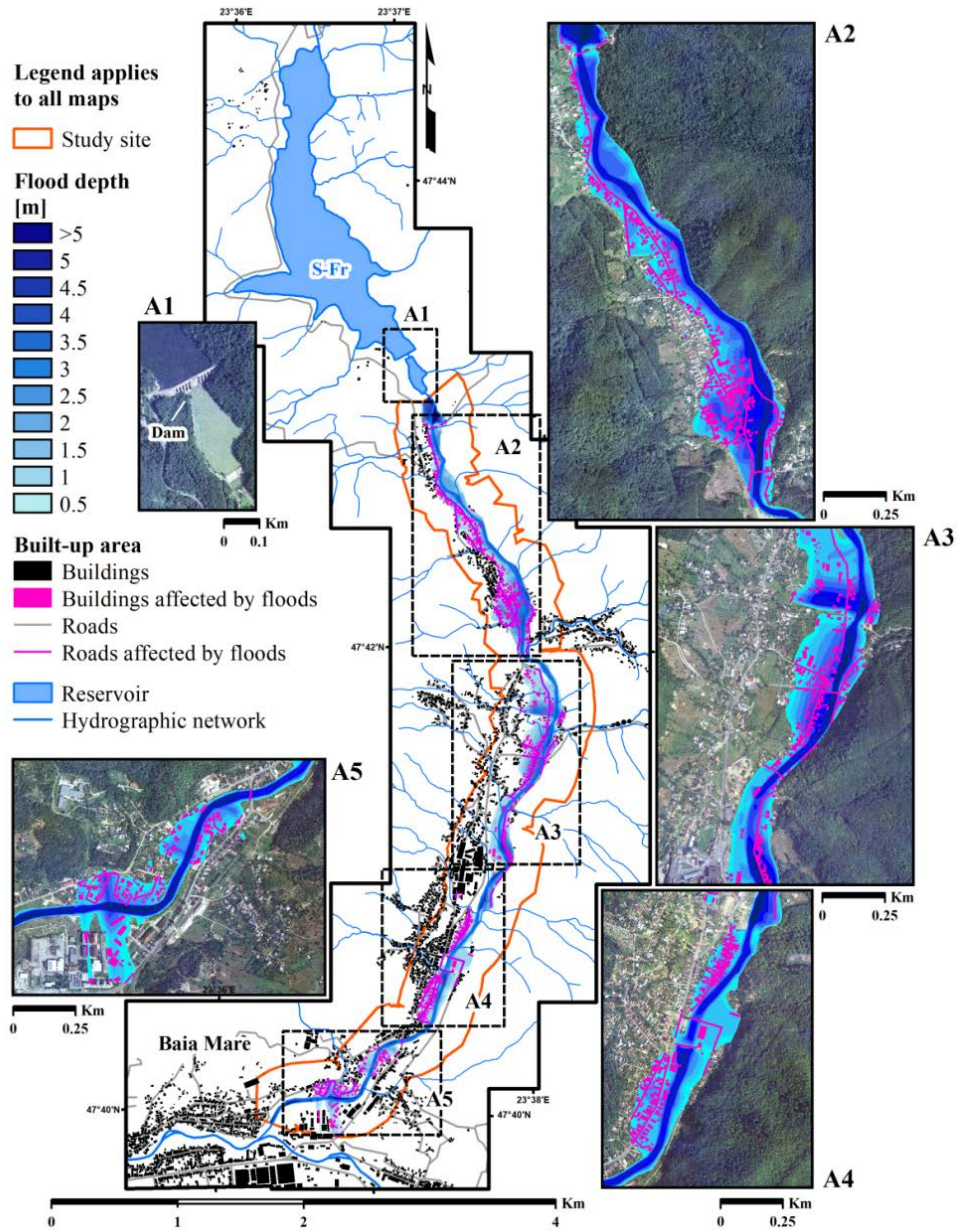 23°36'E
23°37'E
A2
Legend applies
to all maps
N
Study site
Flood depth
[m]
>5
5
4.5
4
3.5
3
2.5
2
1.5
1
0.5
47°44'N
S-Fr
A1
A1
Dam
Km
0 0.1
A2
Km
0 0.25
A3
Built-up area
Buildings
Buildings affected by floods
Roads
Roads affected by floods
Reservoir
Hydrographic network
47°42'N
A5
A3
Km
0 0.25
23°36'E
Km
0 0.25
A4
Baia Mare
A5
47°40'N
47°40'N
23°38'E
A4
Km
0 1 2 4
Km
0 0.25